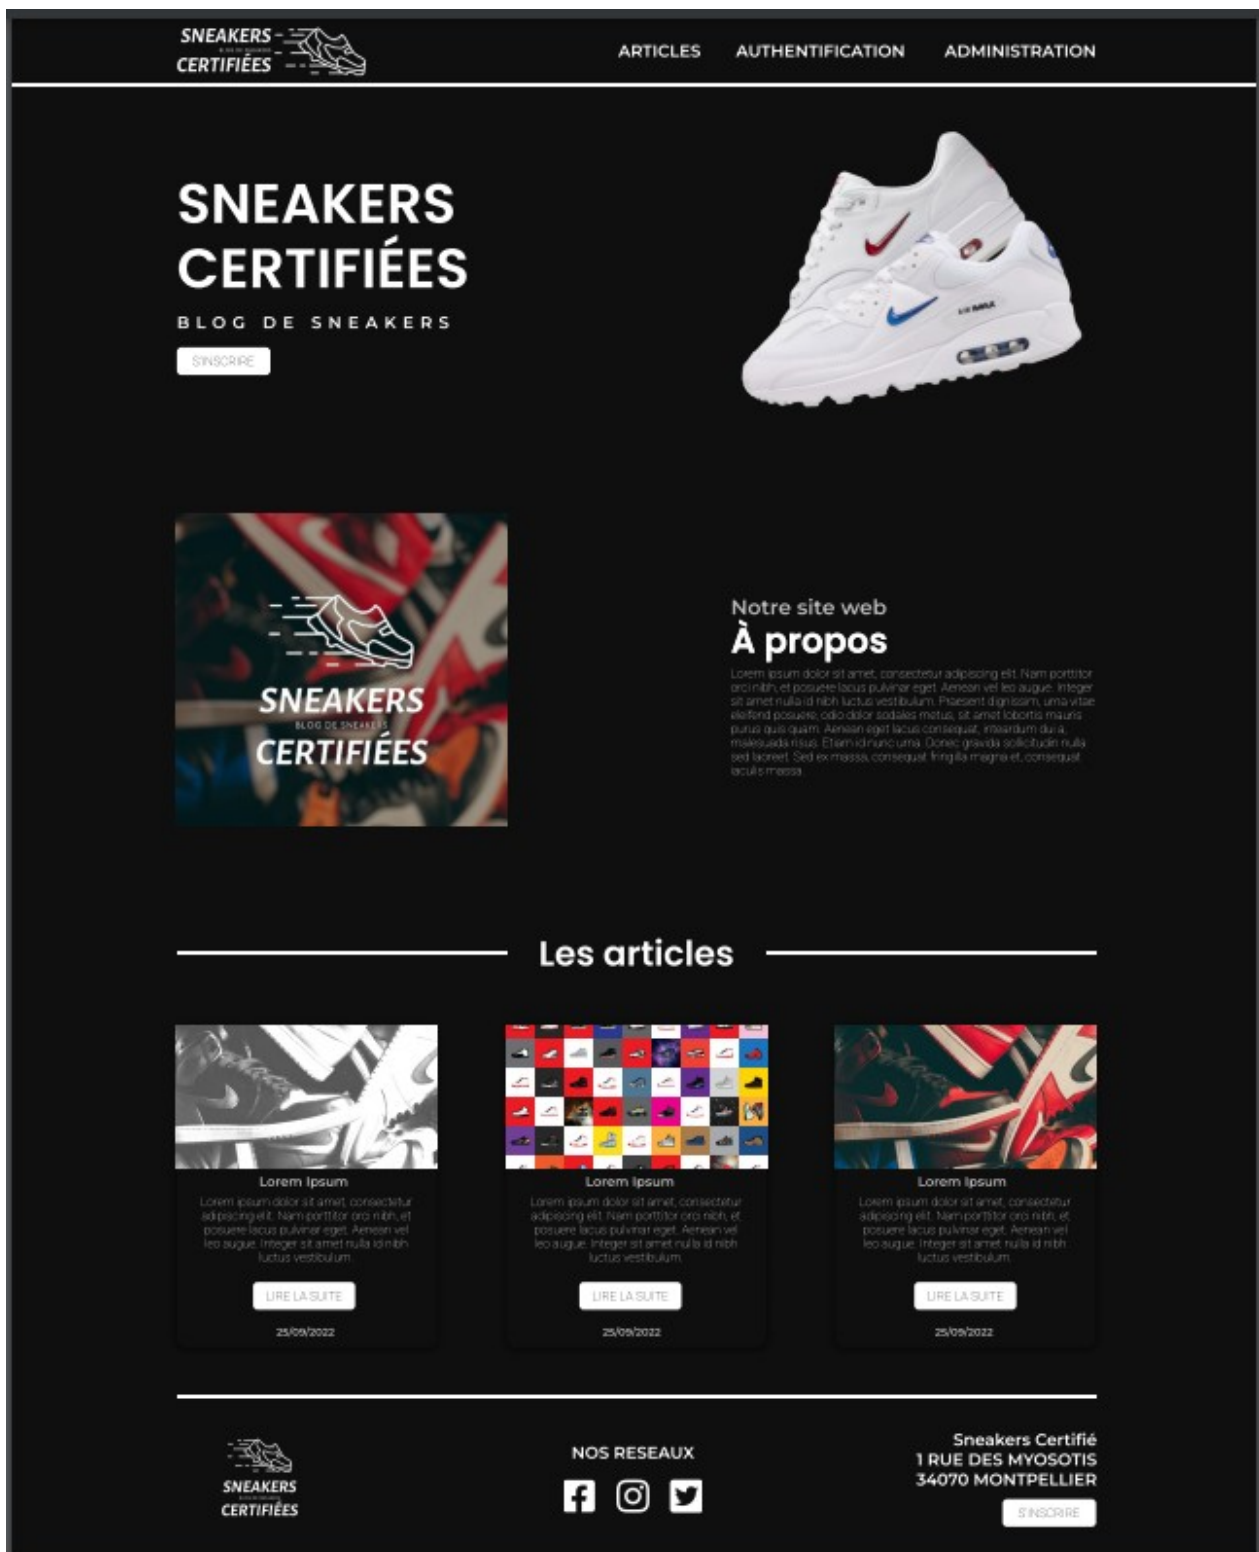 SNEAKERS
BLOG DE SNEAKERS
CERTIFIÉES
ARTICLES AUTHENTIFICATION ADMINISTRATION
SNEAKERS
CERTIFIÉES
BLOG DE SNEAKERS
S'INSCRIRE
AIR MAX
SNEAKERS
BLOG DE SNEAKERS
CERTIFIÉES
Notre site web
À propos
Lorem ipsum dolor sit amet, consectetur adipiscing elit. Nam porttitor
orci nibh, et posuere lacus pulvinar eget. Aenean vel leo augue. Integer
sit amet nulla id nibh luctus vestibulum. Praesent dignissim, urna vitae
eleifend posuere, odio dolor sodales metus, sit amet lobortis mauris
purus quis quam. Aenean eget lacus consequat, interdum dui a,
malesuada risus. Etiam id nunc urna. Donec gravida sollicitudin nulla
sed laoreet. Sed ex massa, consequat fringilla magna et, consequat
iaculis massa.
Les articles
Lorem Ipsum
Lorem ipsum dolor sit amet, consectetur
adipiscing elit. Nam porttitor orci nibh, et
posuere lacus pulvinar eget. Aenean vel
leo augue. Integer sit amet nulla id nibh
luctus vestibulum.
LIRE LA SUITE
25/09/2022
Lorem Ipsum
Lorem ipsum dolor sit amet, consectetur
adipiscing elit. Nam porttitor orci nibh, et
posuere lacus pulvinar eget. Aenean vel
leo augue. Integer sit amet nulla id nibh
luctus vestibulum.
LIRE LA SUITE
25/09/2022
Lorem Ipsum
Lorem ipsum dolor sit amet, consectetur
adipiscing elit. Nam porttitor orci nibh, et
posuere lacus pulvinar eget. Aenean vel
leo augue. Integer sit amet nulla id nibh
luctus vestibulum.
LIRE LA SUITE
25/09/2022
SNEAKERS
CERTIFIÉES
NOS RESEAUX
Sneakers Certifié
1 RUE DES MYOSOTIS
34070 MONTPELLIER
S'INSCRIRE